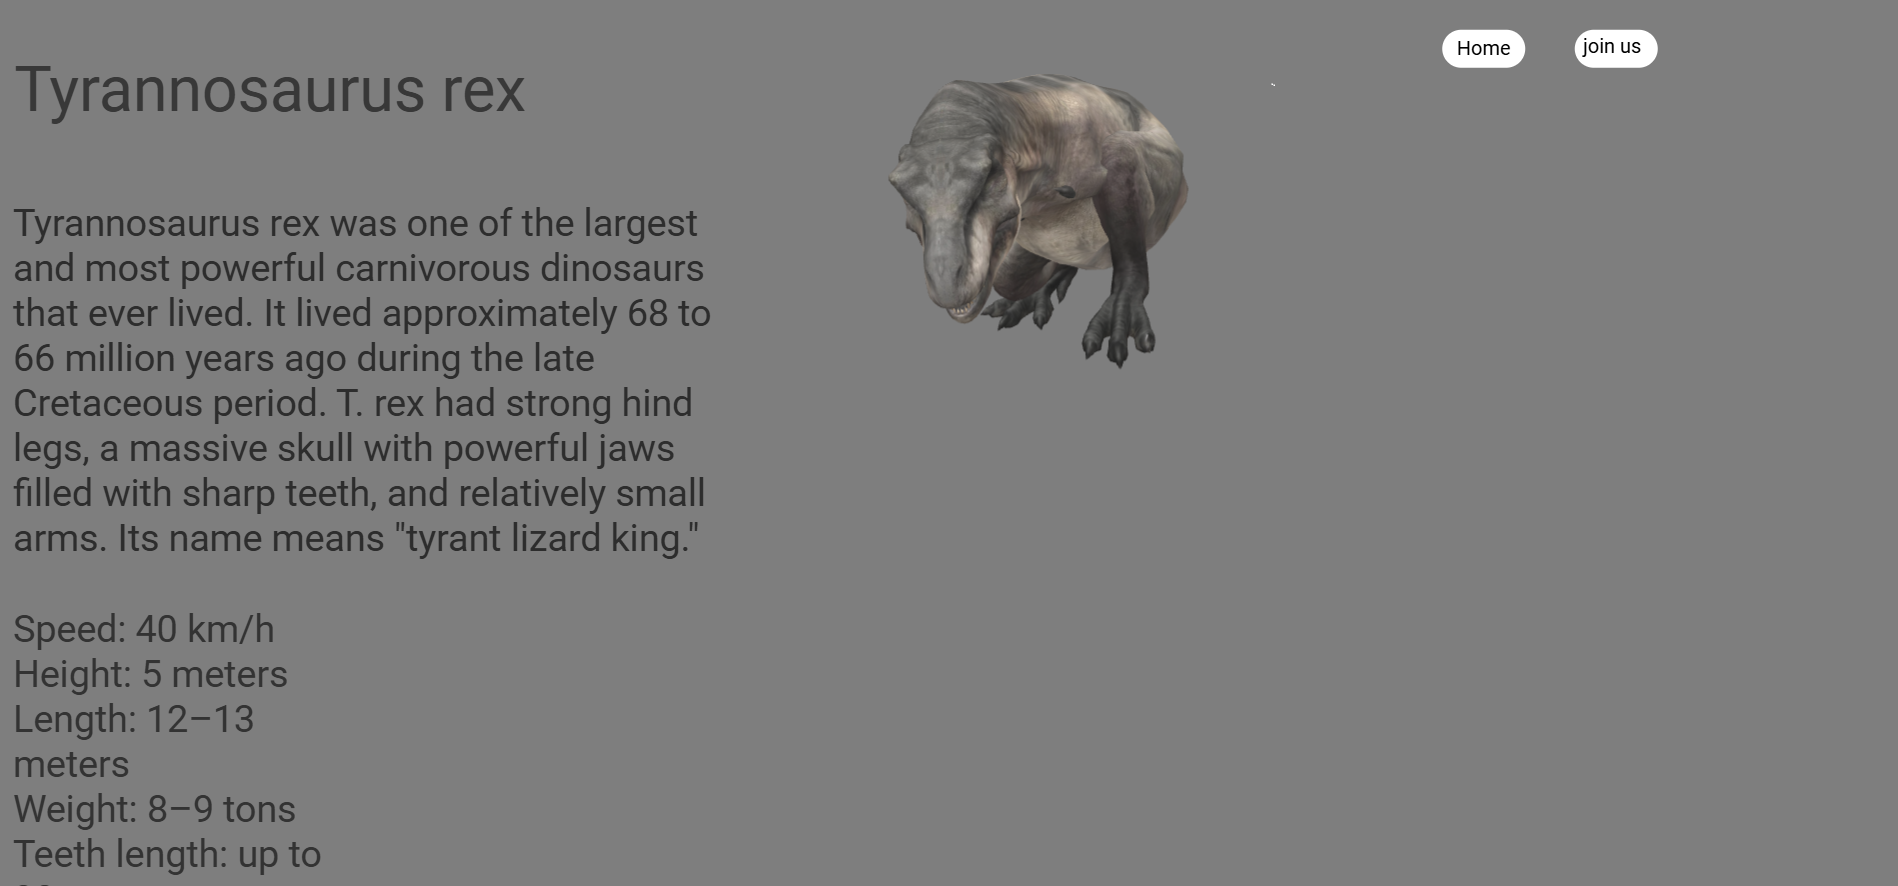 Home
join us
Tyrannosaurus rex
Tyrannosaurus rex was one of the largest
and most powerful carnivorous dinosaurs
that ever lived. It lived approximately 68 to
66 million years ago during the late
Cretaceous period. T. rex had strong hind
legs, a massive skull with powerful jaws
filled with sharp teeth, and relatively small
arms. Its name means "tyrant lizard king."
Speed: 40 km/h
Height: 5 meters
Length: 12–13
meters
Weight: 8–9 tons
Teeth length: up to